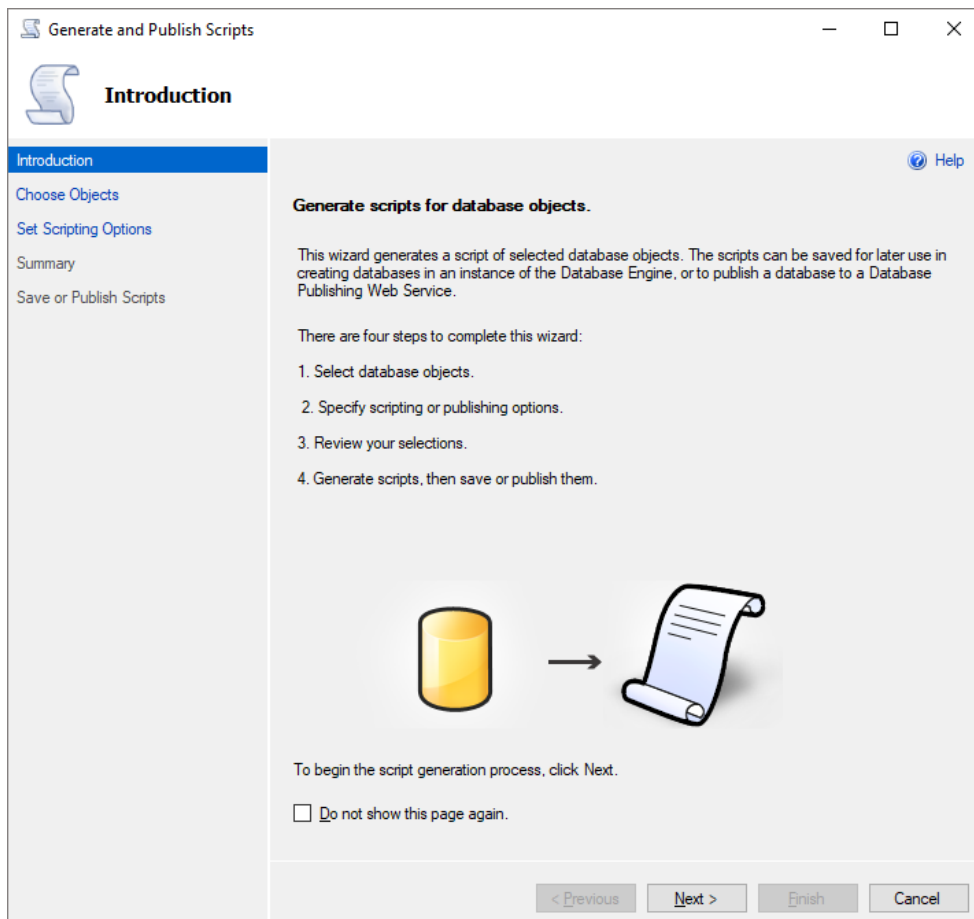 Generate and Publish Scripts
Introduction
Introduction
Choose Objects
Set Scripting Options
Summary
Save or Publish Scripts
Help
Generate scripts for database objects.
This wizard generates a script of selected database objects. The scripts can be saved for later use in
creating databases in an instance of the Database Engine, or to publish a database to a Database
Publishing Web Service.
There are four steps to complete this wizard:
1. Select database objects.
2. Specify scripting or publishing options.
3. Review your selections.
4. Generate scripts, then save or publish them.
To begin the script generation process, click Next.
Do not show this page again.
< Previous
Next >
Finish
Cancel